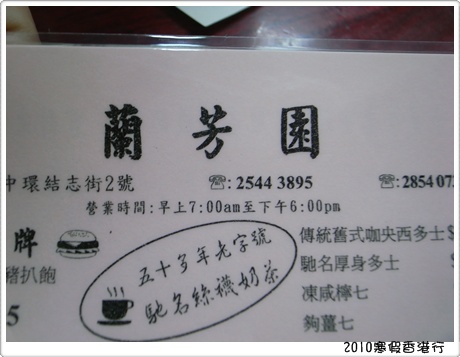 蘭芳園
中環結志街2號 ☎:2544 3895 ☎:2854 07
營業時間:早上7:00am至下午6:00pm
牌
豬扒飽
5
五十多年老字號
馳名絲襪奶茶
傳統舊式咖央西多士$
馳名厚身多士
凍咸檸七
夠薑七
2010寒假香港行